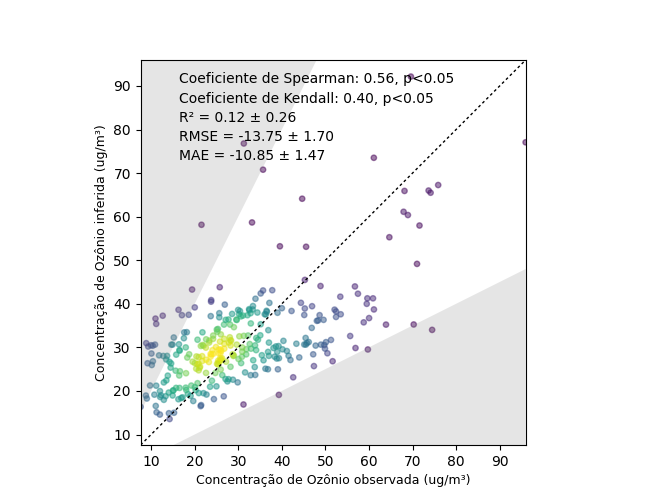 Coeficiente de Spearman: 0.56, p<0.05
Coeficiente de Kendall: 0.40, p<0.05
R² = 0.12 ± 0.26
RMSE = -13.75 ± 1.70
MAE = -10.85 ± 1.47
Concentração de Ozônio inferida (ug/m³)
90
80
70
60
50
40
30
20
10
10 20 30 40 50 60 70 80 90
Concentração de Ozônio observada (ug/m³)